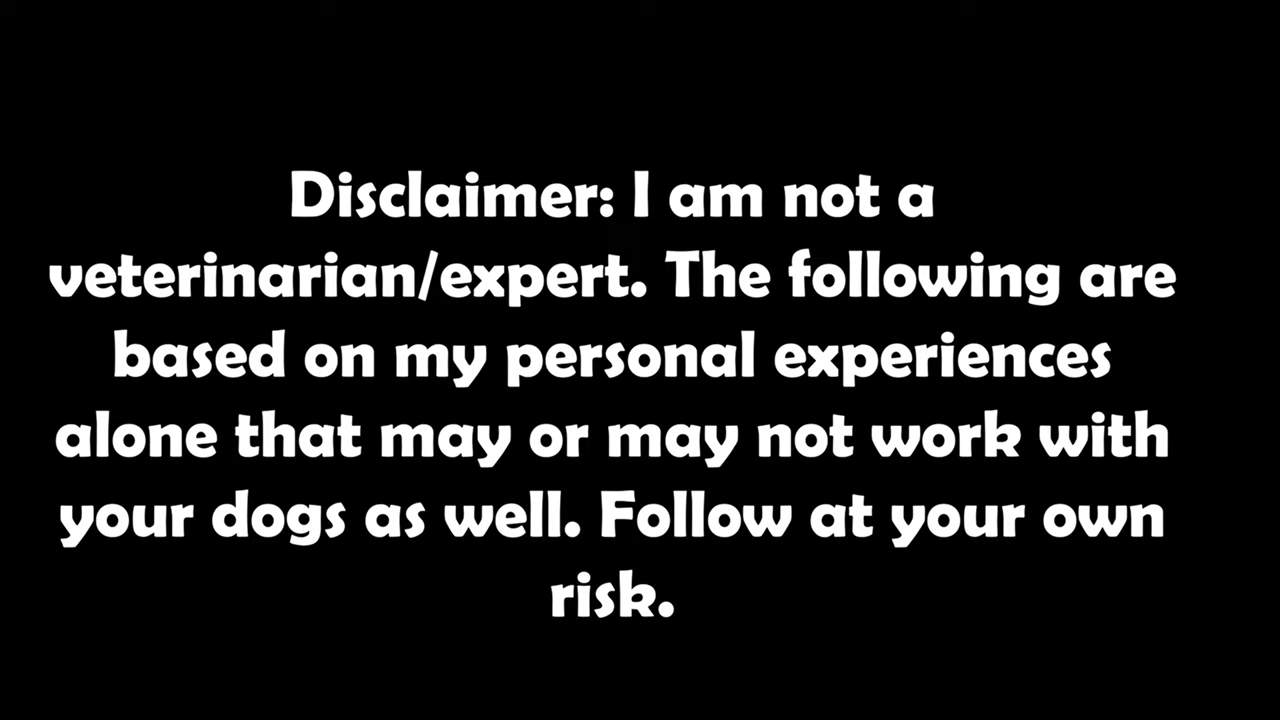 Disclaimer: I am not a
veterinarian/expert. The following are
based on my personal experiences
alone that may or may not work with
your dogs as well. Follow at your own
risk.